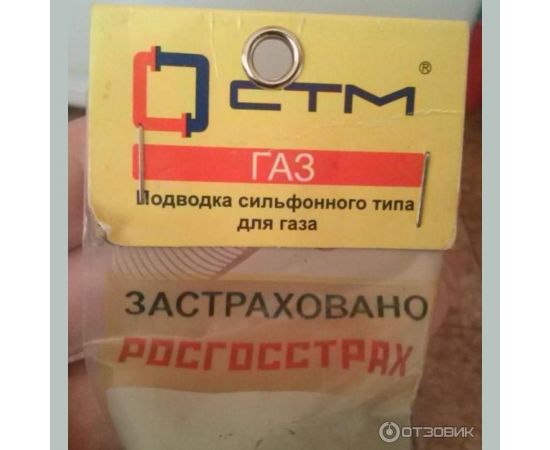 СТМ®
ГАЗ
Подводка сильфонного типа
для газа
ЗАСТРАХОВАНО
РОСГОССТРАХ
ОТЗОВИК